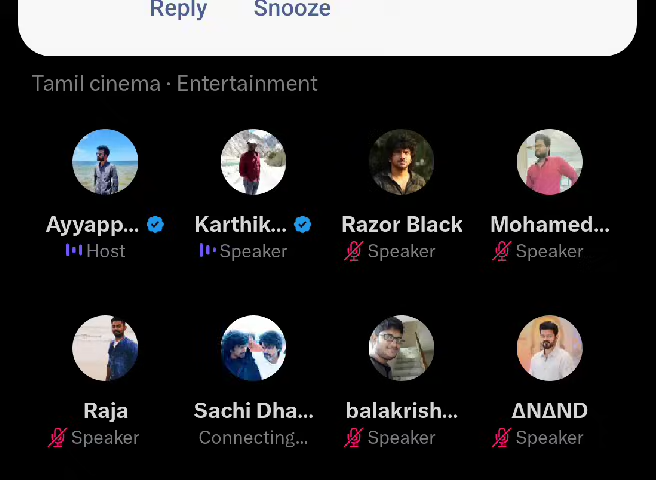 Reply Snooze
Tamil cinema · Entertainment
Ayyapp... Karthik... Razor Black Mohamed...
Host Speaker Speaker Speaker
Raja Sachi Dha... balakrish... ΔNΔND
Speaker Connecting... Speaker Speaker